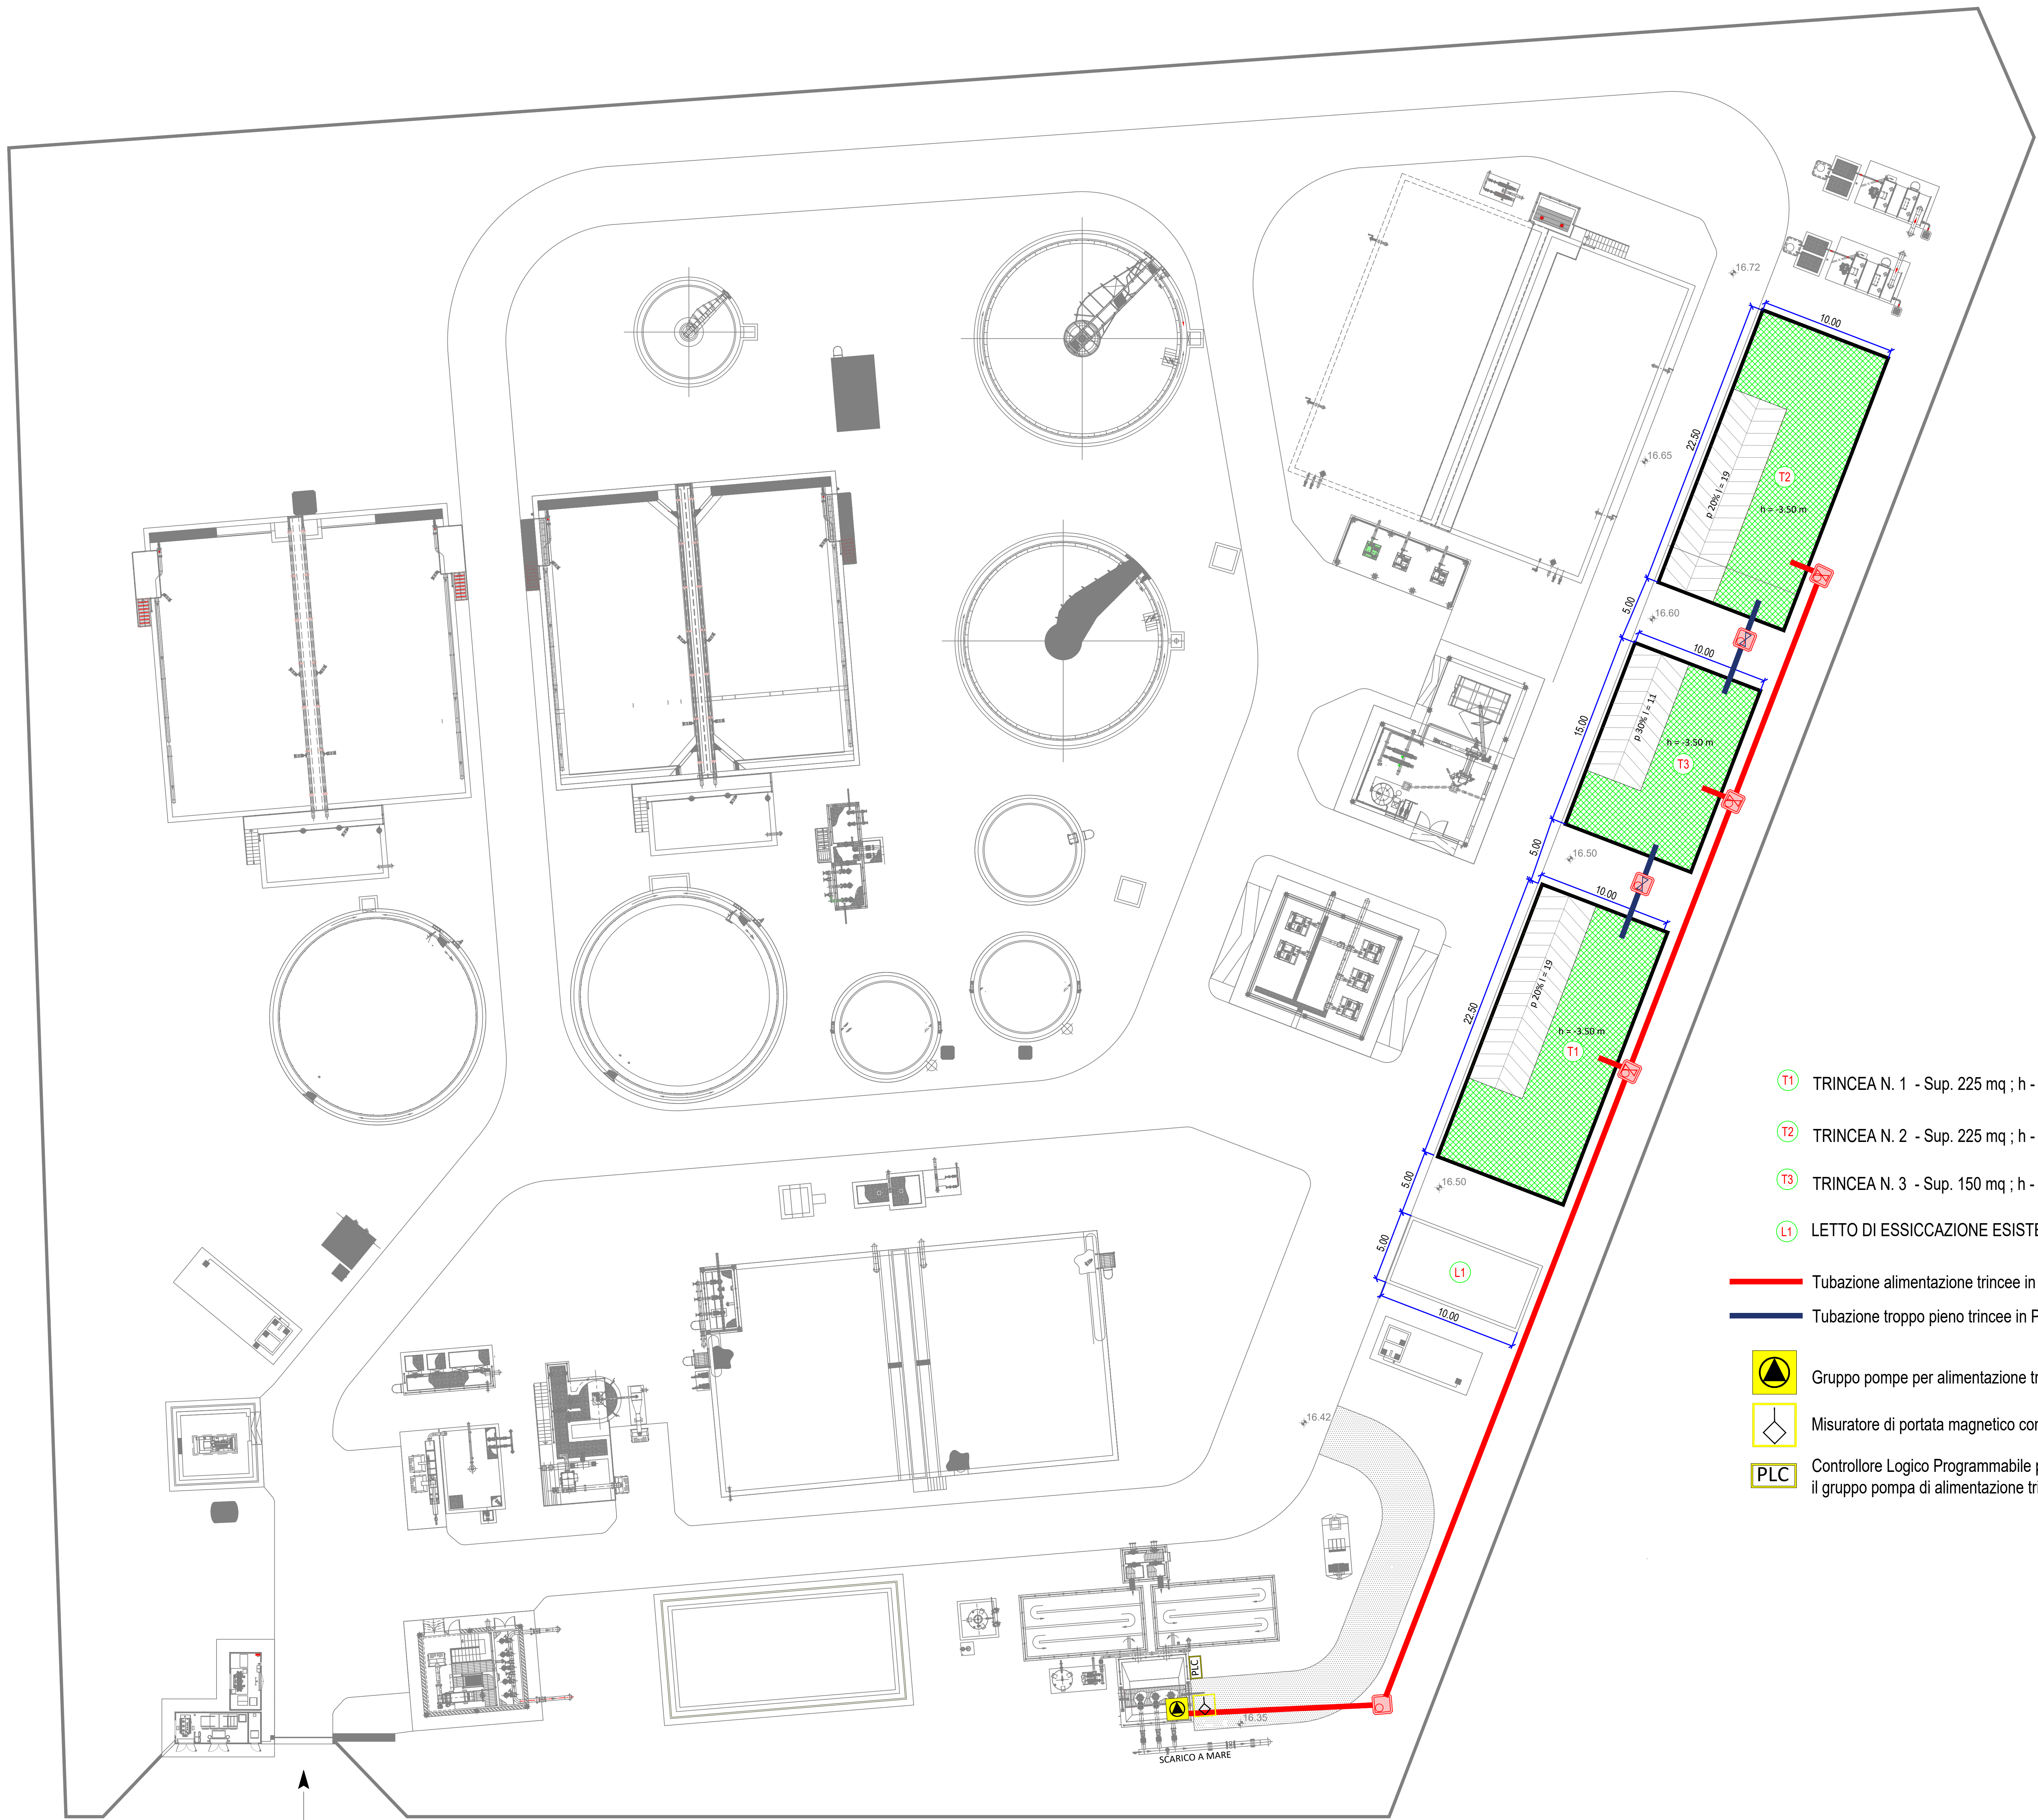 16.72
10.00
22.50
p 20% l = 19
T2
h = -3.50 m
16.65
5.00
16.60
10.00
15.00
p 30% l = 11
h = -3.50 m
T3
5.00
16.50
10.00
22.50
p 20% l = 19
h = -3.50 m
T1
5.00
16.50
5.00
L1
10.00
16.42
T1 TRINCEA N. 1 - Sup. 225 mq ; h -
T2 TRINCEA N. 2 - Sup. 225 mq ; h -
T3 TRINCEA N. 3 - Sup. 150 mq ; h -
L1 LETTO DI ESSICCAZIONE ESISTE
Tubazione alimentazione trincee in
Tubazione troppo pieno trincee in P
Gruppo pompe per alimentazione tr
Misuratore di portata magnetico con
PLC Controllore Logico Programmabile p
il gruppo pompa di alimentazione tri
PLC
16.35
SCARICO A MARE